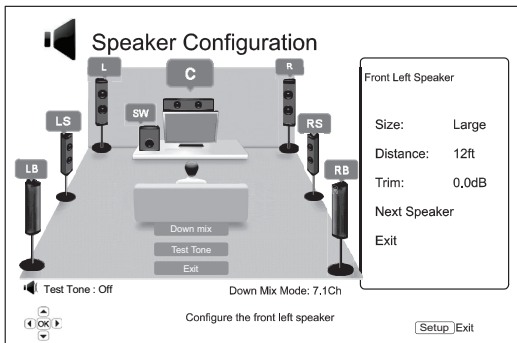 Speaker Configuration
L
C
R
SW
LS
RS
LB
RB
Down mix
Test Tone
Exit
Front Left Speaker
Size: Large
Distance: 12ft
Trim: 0.0dB
Next Speaker
Exit
Test Tone : Off
Down Mix Mode: 7.1Ch
OK
Configure the front left speaker
Setup Exit